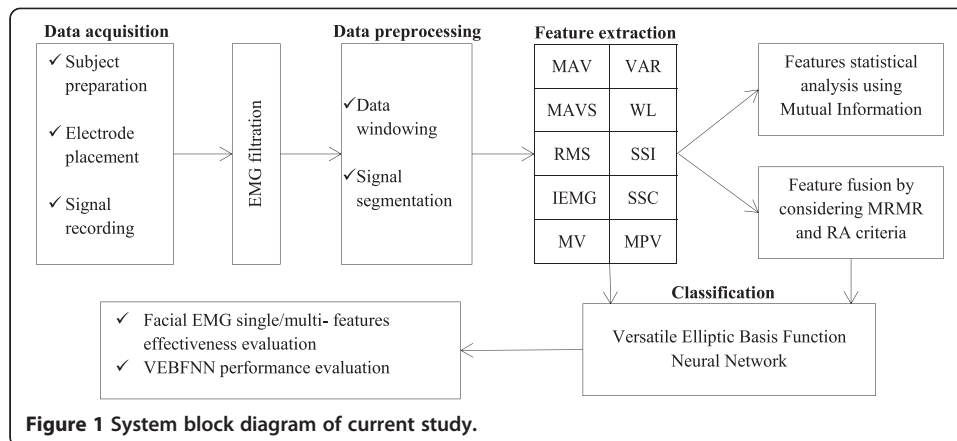 Data acquisition
✓ Subject
preparation
✓ Electrode
placement
✓ Signal
recording
EMG filtration
Data preprocessing
✓Data
windowing
✓Signal
segmentation
Feature extraction
MAV VAR
MAVS WL
RMS SSI
IEMG SSC
MV MPV
Features statistical
analysis using
Mutual Information
Feature fusion by
considering MRMR
and RA criteria
Classification
Versatile Elliptic Basis Function
Neural Network
✓ Facial EMG single/multi- features
effectiveness evaluation
✓ VEBFNN performance evaluation
Figure 1 System block diagram of current study.